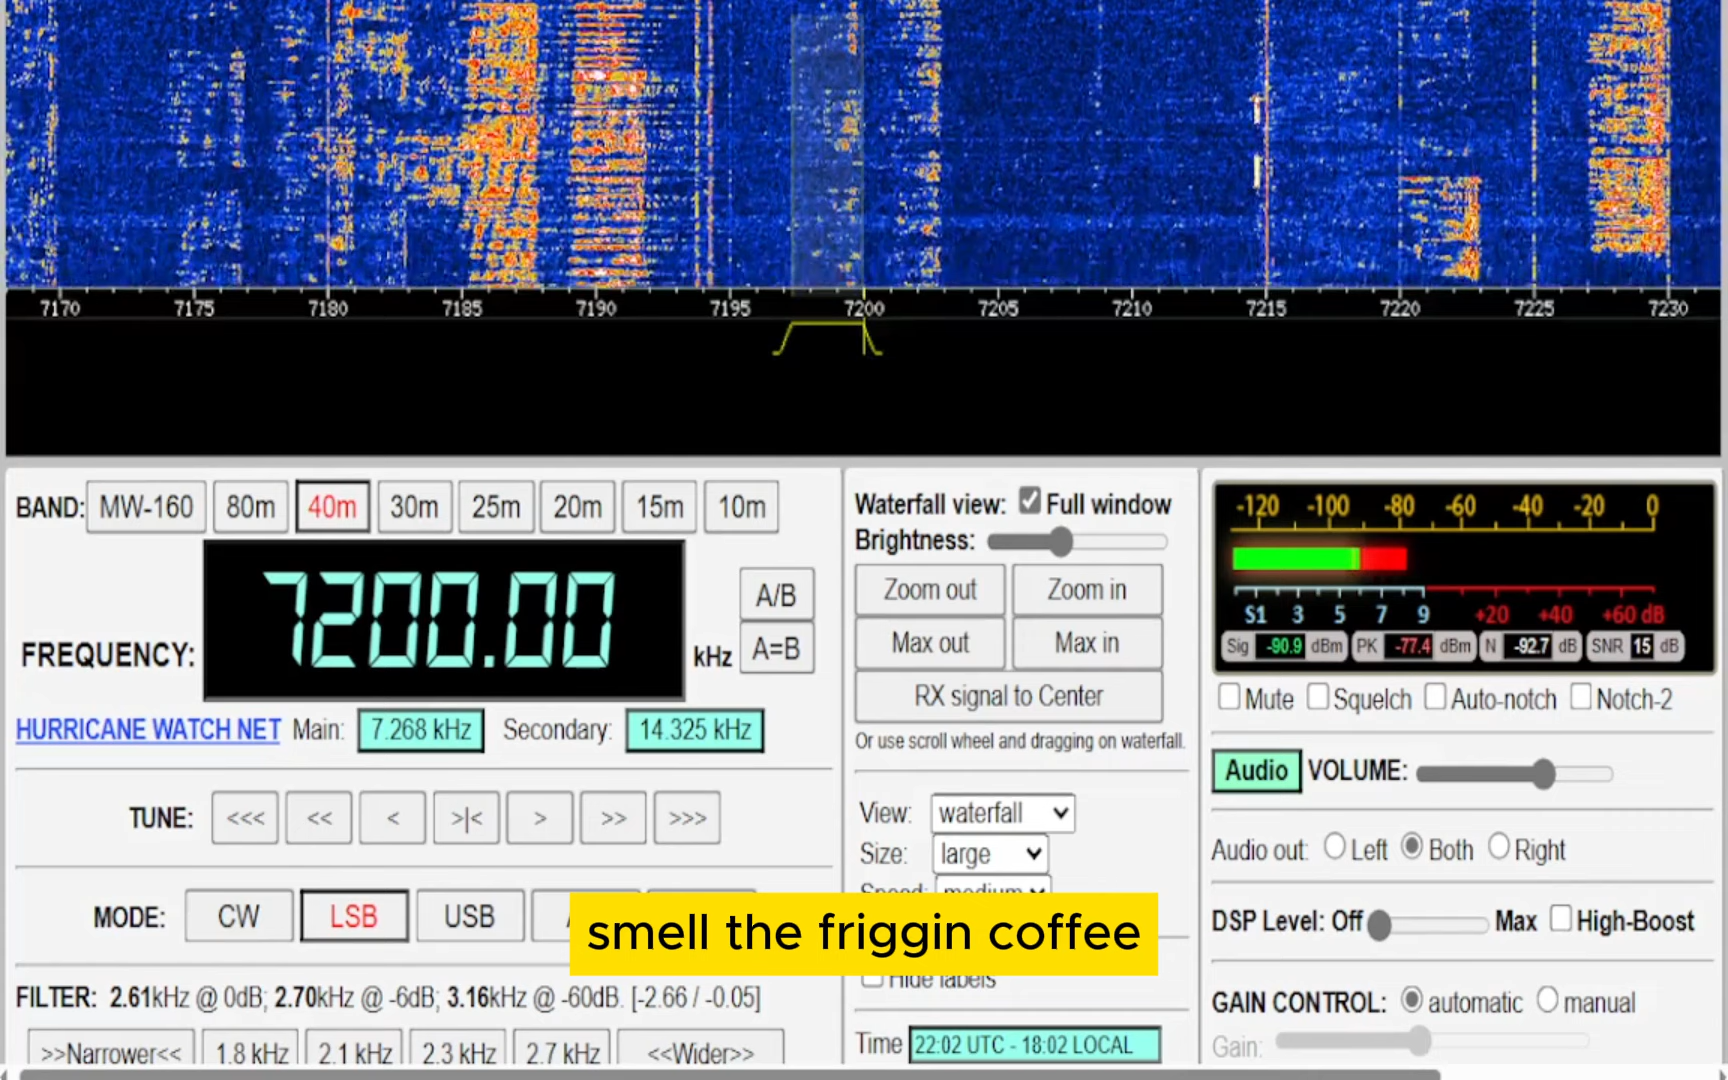 7170 7175 7180 7185 7190 7195 7200 7205 7210 7215 7220 7225 7230
BAND: MW-160 80m 40m 30m 25m 20m 15m 10m
FREQUENCY: 7200.00 kHz
A/B
A=B
HURRICANE WATCH NET Main: 7.268 kHz Secondary: 14.325 kHz
TUNE: <<< << < >|< > >> >>>
MODE: CW LSB USB
FILTER: 2.61kHz @ 0dB; 2.70kHz @ -6dB; 3.16kHz @ -60dB. [-2.66 / -0.05]
>>Narrower<< 1.8 kHz 2.1 kHz 2.3 kHz 2.7 kHz <<Wider>>
Waterfall view: Full window
Brightness:
Zoom out Zoom in
Max out Max in
RX signal to Center
Or use scroll wheel and dragging on waterfall.
View: waterfall
Size: large
Speed: medium
smell the friggin coffee
Hide labels
Time 22:02 UTC - 18:02 LOCAL
-120 -100 -80 -60 -40 -20 0
S1 3 5 7 9 +20 +40 +60 dB
Sig -90.9 dBm PK -77.4 dBm N -92.7 dB SNR 15 dB
Mute Squelch Auto-notch Notch-2
Audio VOLUME:
Audio out: Left Both Right
DSP Level: Off Max High-Boost
GAIN CONTROL: automatic manual
Gain: